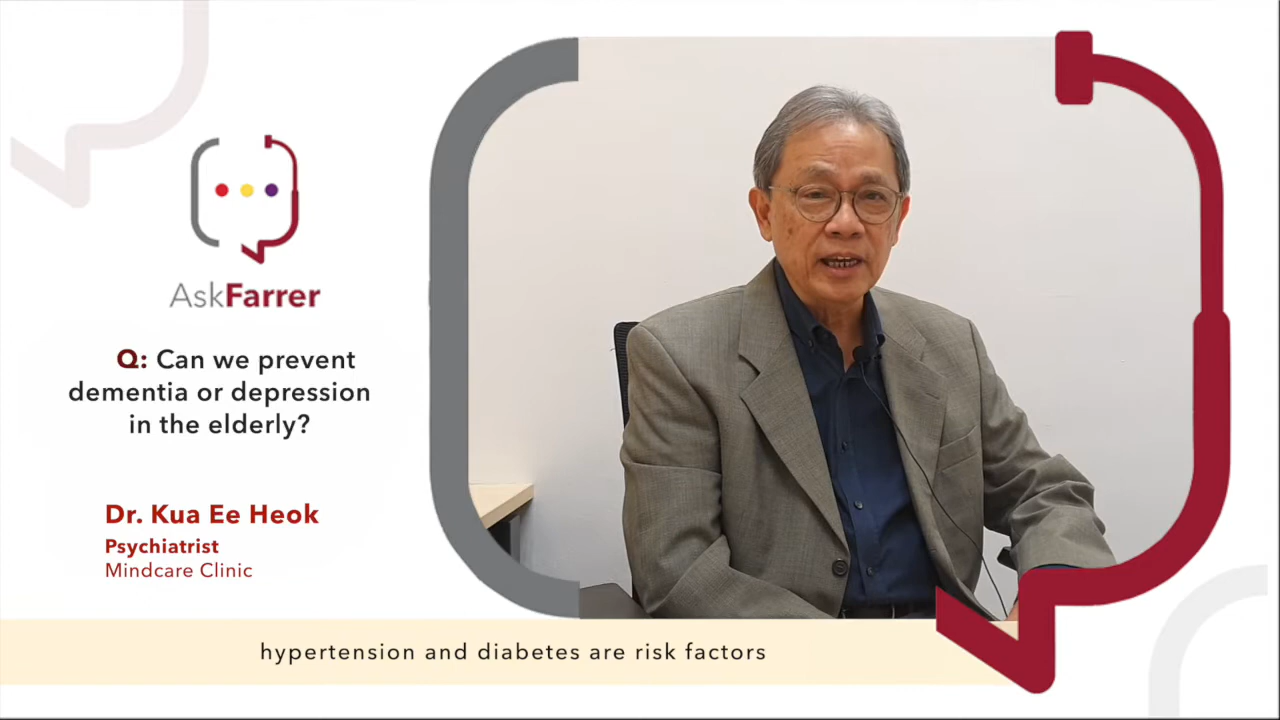 AskFarrer
Q: Can we prevent
dementia or depression
in the elderly?
Dr. Kua Ee Heok
Psychiatrist
Mindcare Clinic
hypertension and diabetes are risk factors